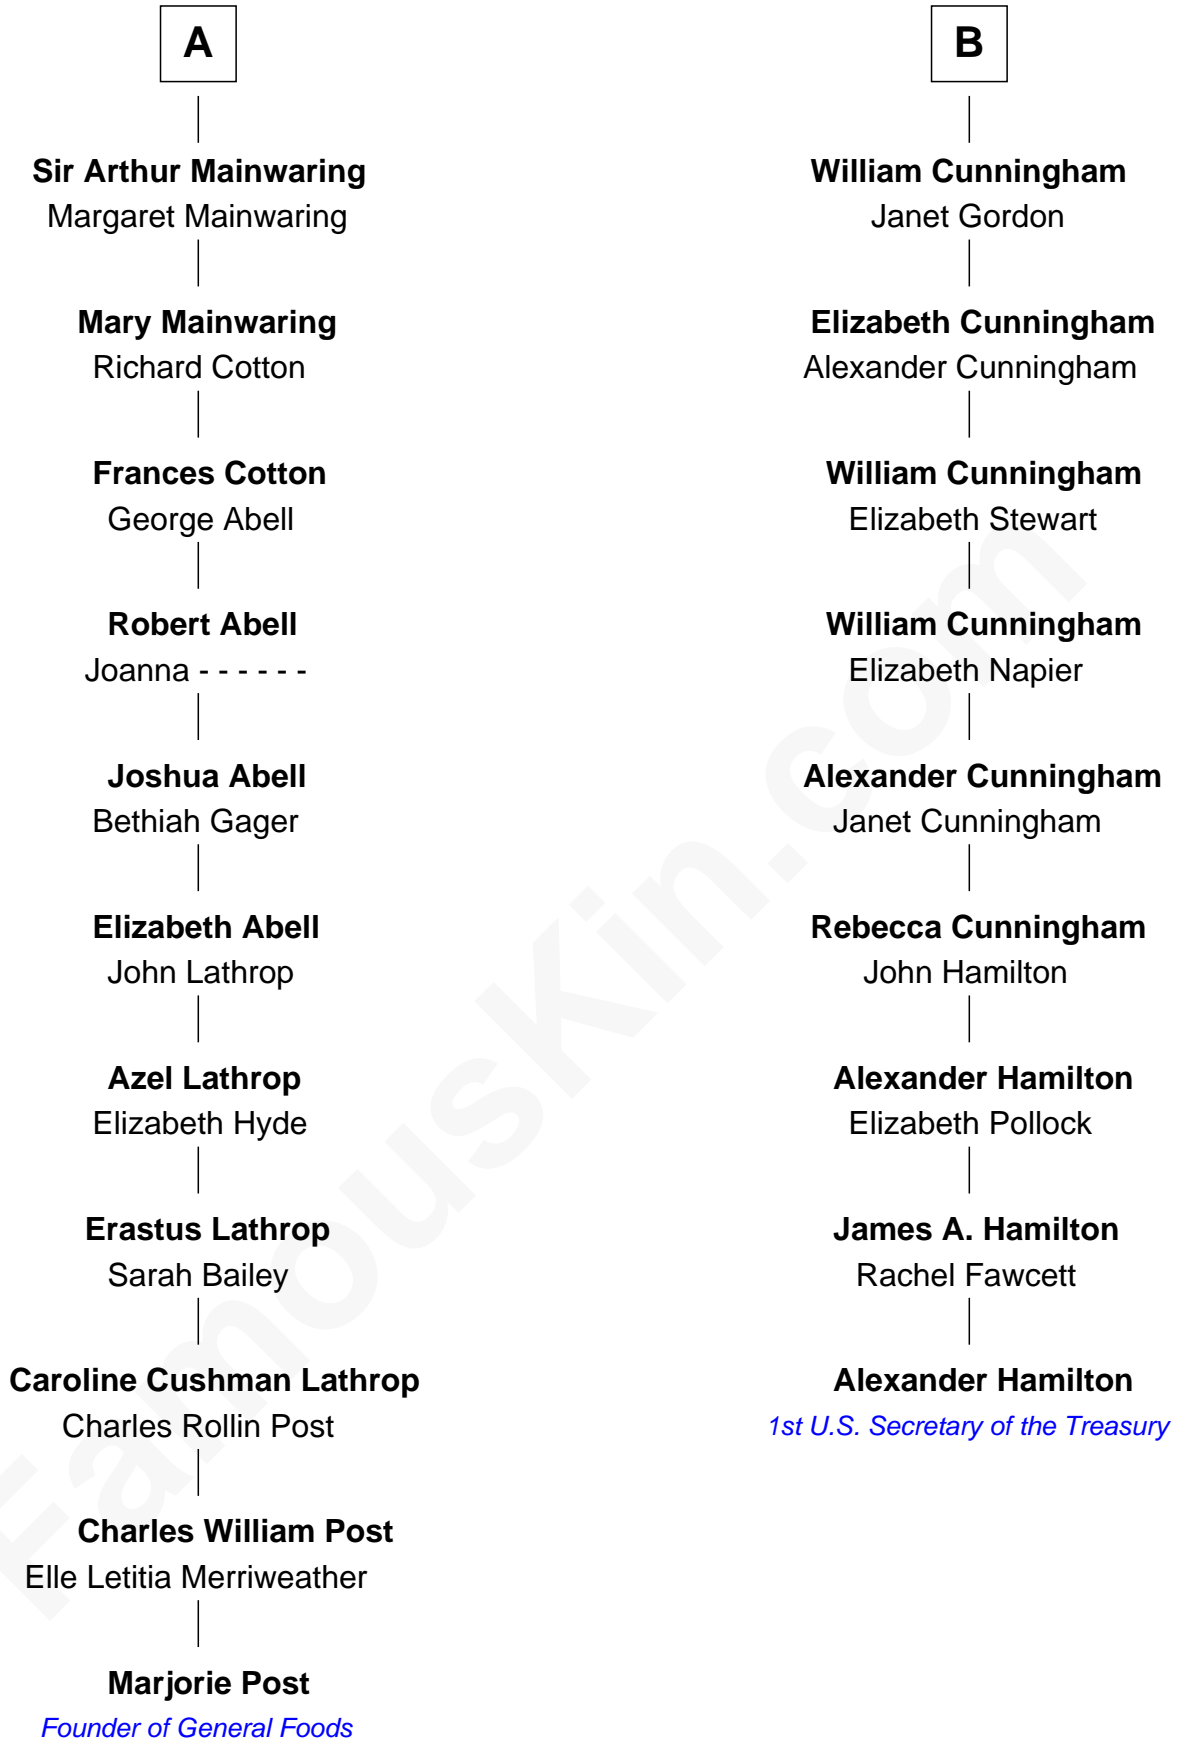 A
Sir Arthur Mainwaring
Margaret Mainwaring
Mary Mainwaring
Richard Cotton
Frances Cotton
George Abell
Robert Abell
Joanna - - - - - -
Joshua Abell
Bethiah Gager
Elizabeth Abell
John Lathrop
Azel Lathrop
Elizabeth Hyde
Erastus Lathrop
Sarah Bailey
Caroline Cushman Lathrop
Charles Rollin Post
Charles William Post
Elle Letitia Merriweather
Marjorie Post
Founder of General Foods
B
William Cunningham
Janet Gordon
Elizabeth Cunningham
Alexander Cunningham
William Cunningham
Elizabeth Stewart
William Cunningham
Elizabeth Napier
Alexander Cunningham
Janet Cunningham
Rebecca Cunningham
John Hamilton
Alexander Hamilton
Elizabeth Pollock
James A. Hamilton
Rachel Fawcett
Alexander Hamilton
1st U.S. Secretary of the Treasury
FamousKin.com